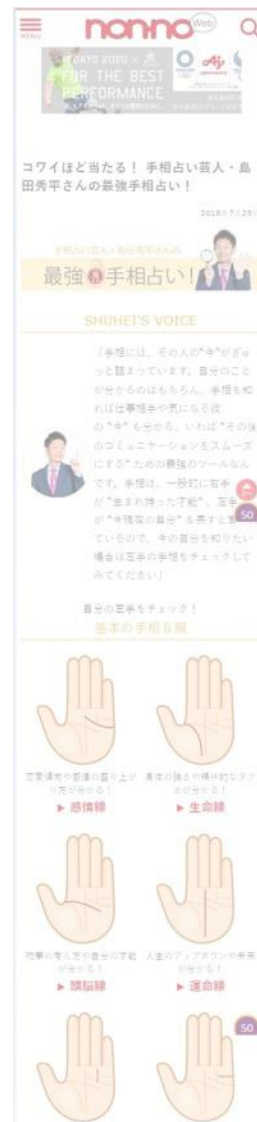 MENU
non-no Web
TOKYO 2020 ×
FOR THE BEST
PERFORMANCE
コワイほど当たる！ 手相占い芸人・島
田秀平さんの最強手相占い！
手相占い芸人・島田秀平さんの
最強手相占い！
SHUHEI'S VOICE
「手相には、その人の“今”がぎゅ
っと詰まっています。自分のこと
が分かるのはもちろん、手相を知
れば仕事相手や気になる彼
の“今”も分かる、いわば“その後
のコミュニケーションをスムーズ
にする”ための最強のツールなん
です。手相は、一般的に右手
が“生まれ持った才能”、左手
が“今現在の自分”を表すと言
ているので、今の自分を知りたい
場合は左手の手相をチェックして
みてください」
50
自分の左手をチェック！
基本の手相6線
恋愛傾向や感情の盛り上が
り方が分かる！
▶ 感情線
身体の強さや精神的なタフ
さが分かる！
▶ 生命線
物事の考え方や自分の才能
が分かる！
▶ 頭脳線
人生のアップダウンや未来
が分かる！
▶ 運命線
50